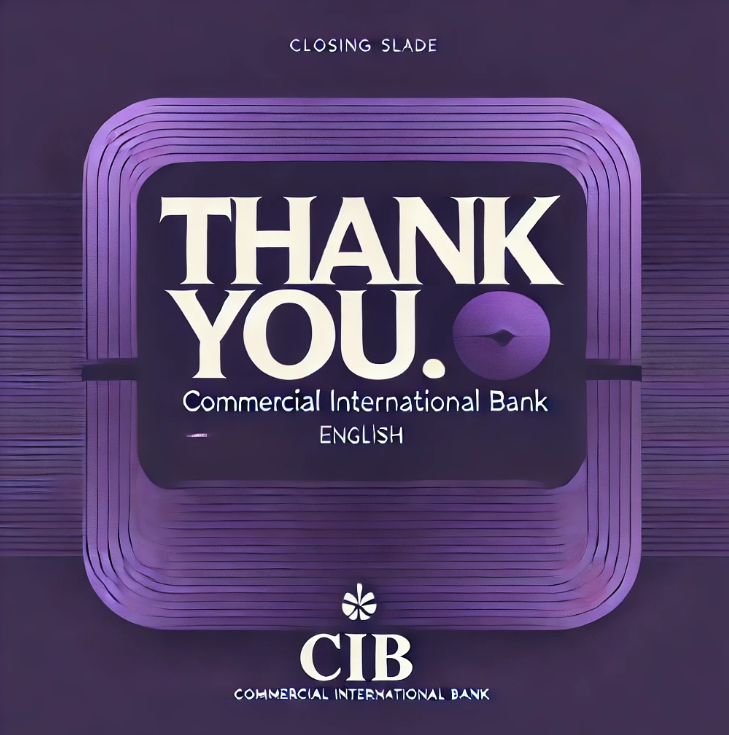 CLOSING SLADE
THANK
YOU.
Commercial International Bank
ENGLISH
CIB
COMMERCIAL INTERNATIONAL BANK